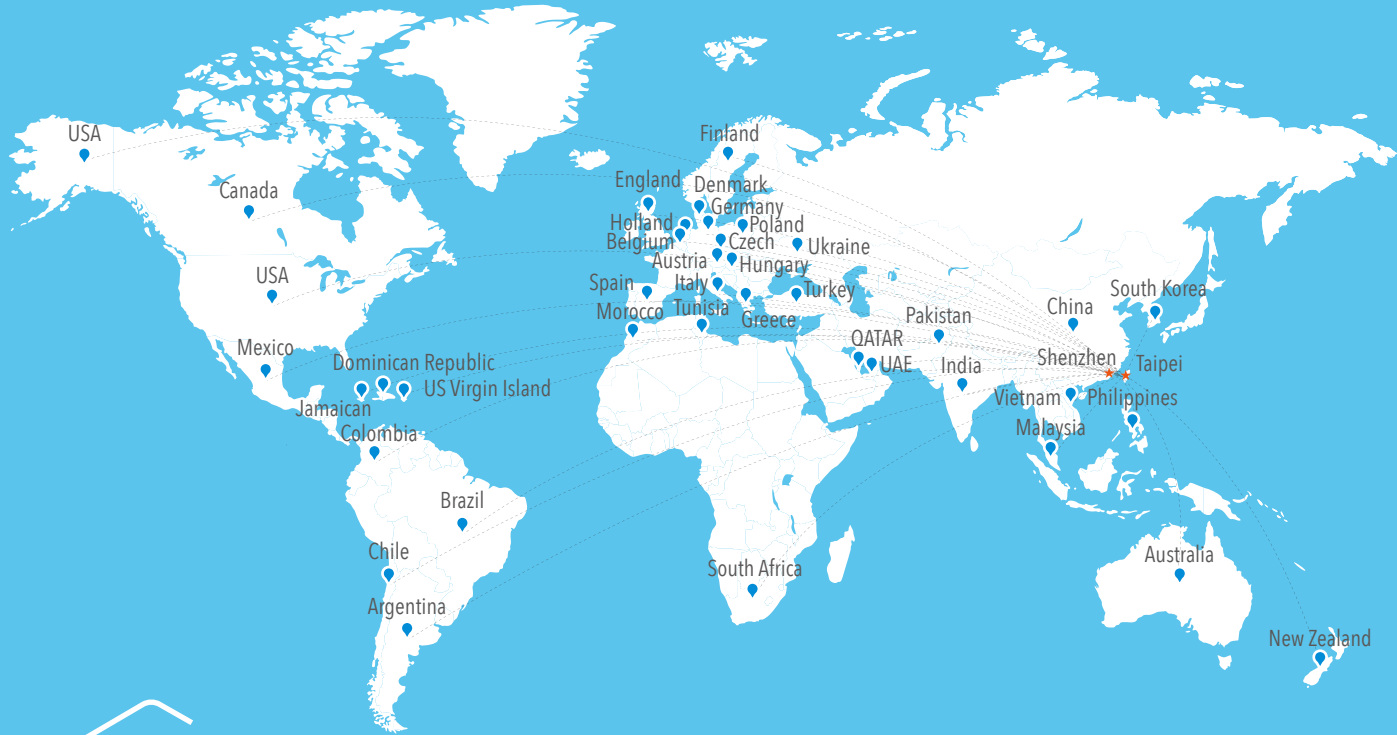 USA
Finland
England
Denmark
Canada
Germany
Holland
Poland
Belgium
Czech
Ukraine
Austria
Hungary
USA
Spain
Italy
Turkey
South Korea
Morocco
Tunisia
Greece
China
Pakistan
Mexico
QATAR
Dominican Republic
UAE
India
Shenzhen
Taipei
US Virgin Island
Jamaican
Vietnam
Philippines
Colombia
Malaysia
Brazil
Chile
Australia
South Africa
Argentina
New Zealand